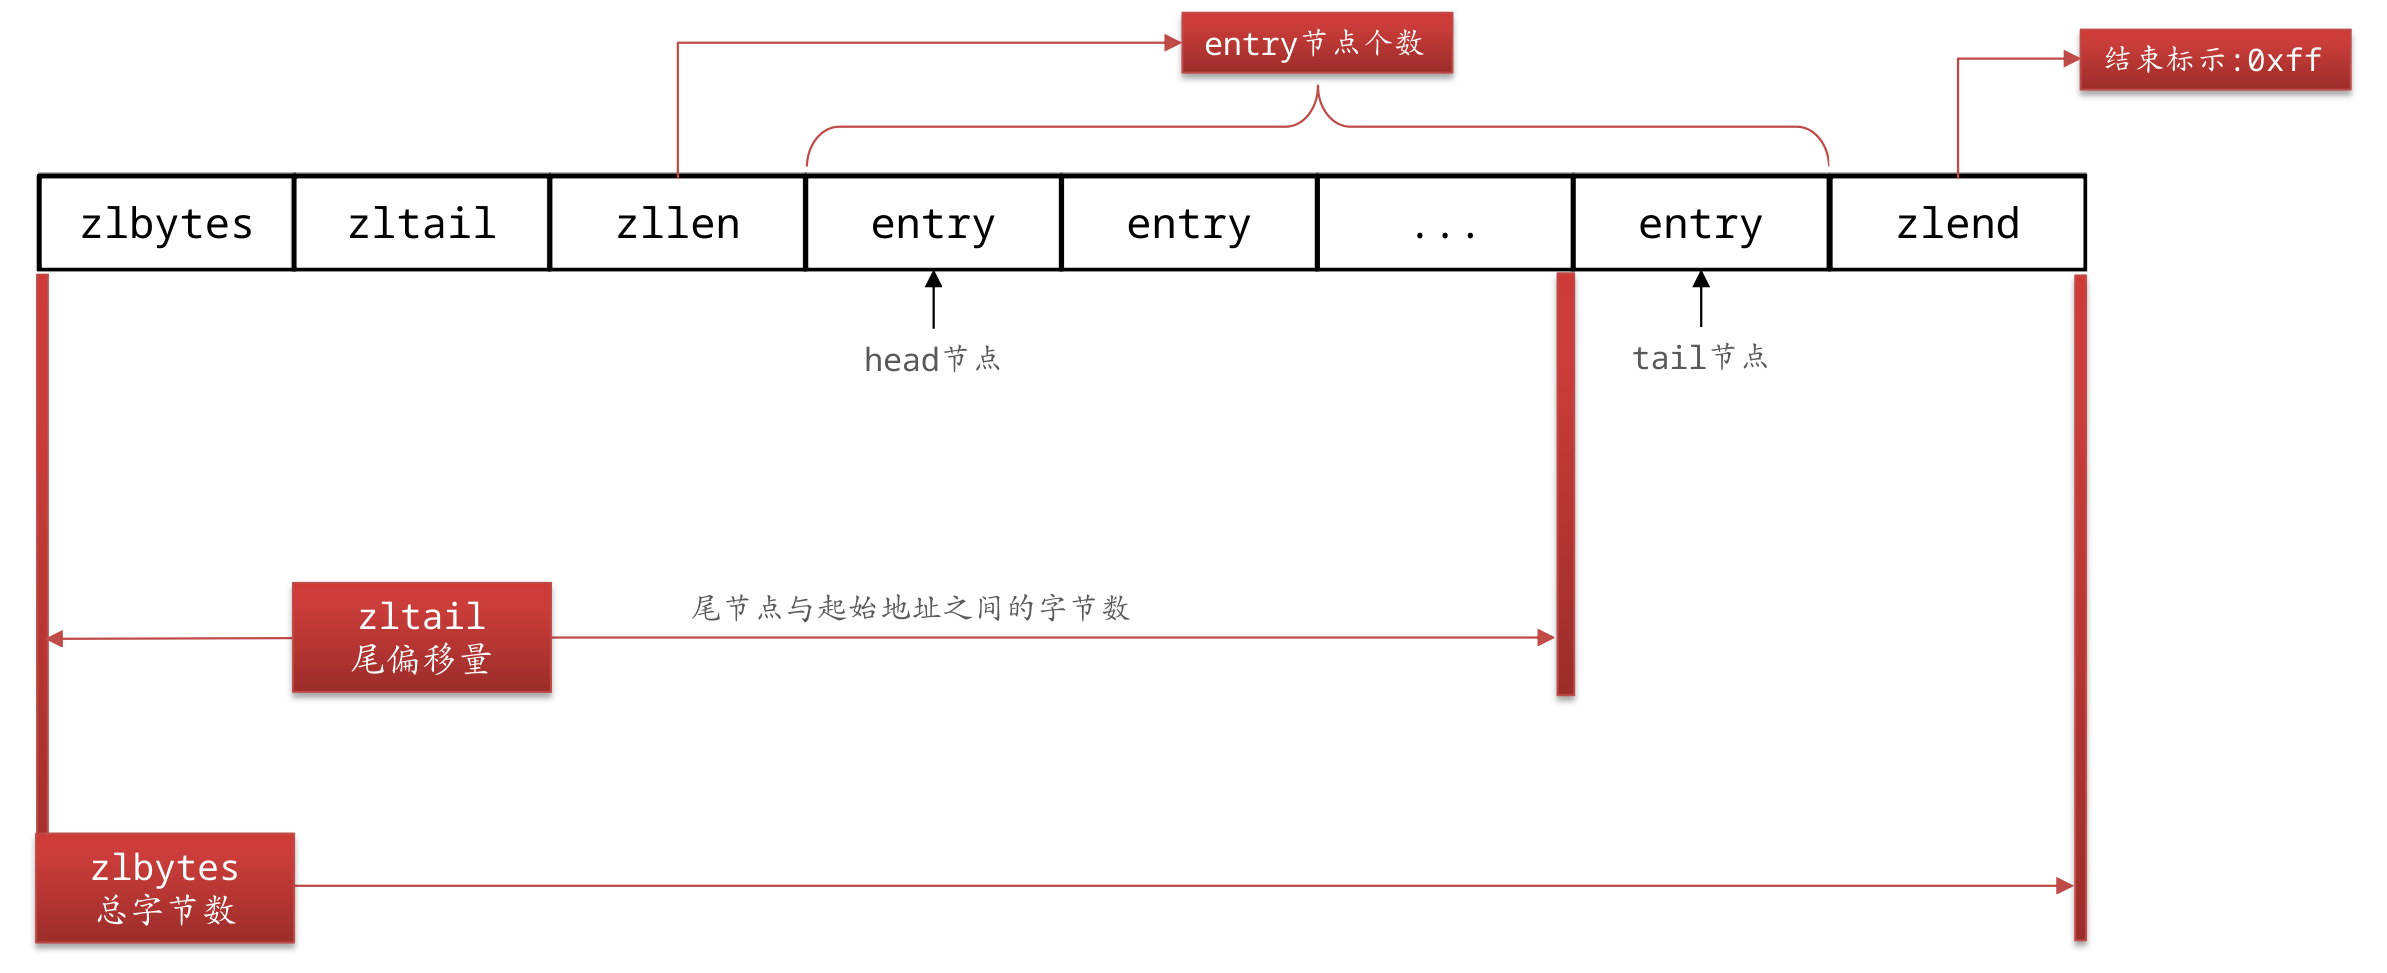 entry节点个数
结束标示:0xff
zlbytes
zltail
zllen
entry
entry
...
entry
zlend
head节点
tail节点
zltail
尾偏移量
尾节点与起始地址之间的字节数
zlbytes
总字节数